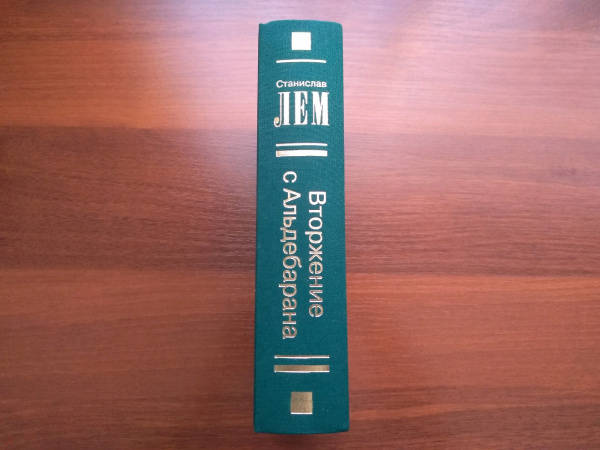 Станислав
ЛЕМ
Вторжение
с Альдебарана